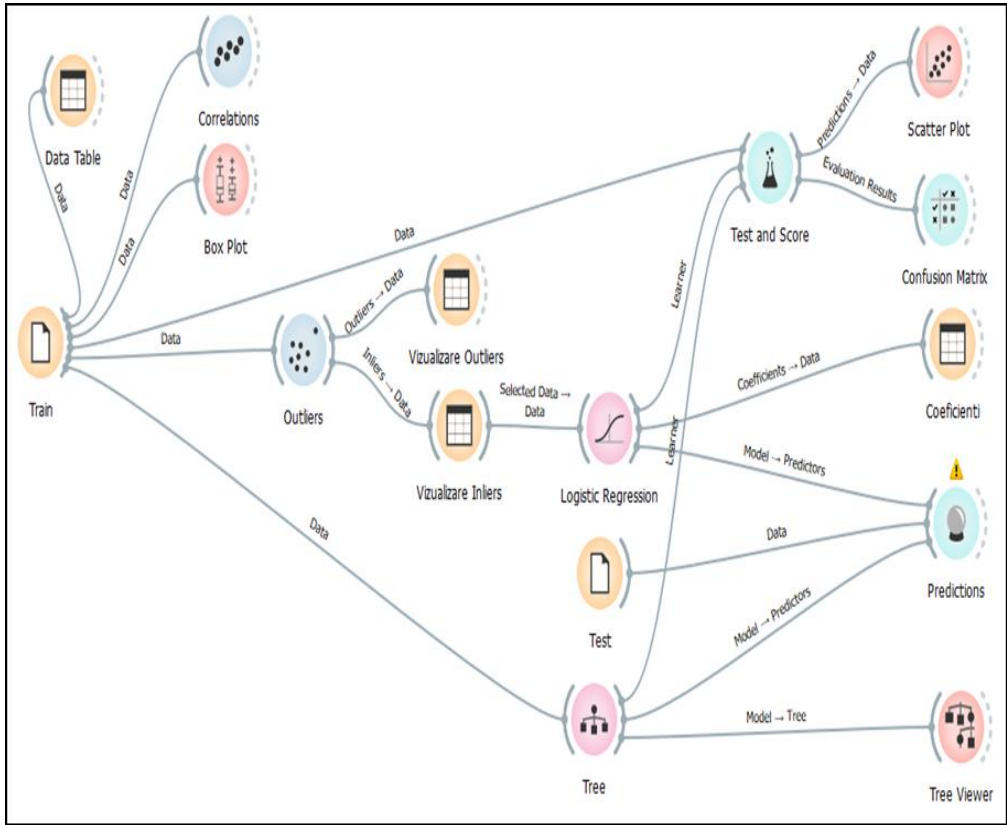 Data Table
Correlations
Box Plot
Scatter Plot
Confusion Matrix
Test and Score
Predictions → Data
Evaluation Results
Data
Data
Data
Data
Data
Data
Train
Outliers
Outliers → Data
Inliers → Data
Vizualizare Outliers
Vizualizare Inliers
Selected Data →
Data
Logistic Regression
Learner
Learner
Coefficients → Data
Coeficienti
Model → Predictors
Data
Model → Predictors
Predictions
Test
Tree
Model → Tree
Tree Viewer